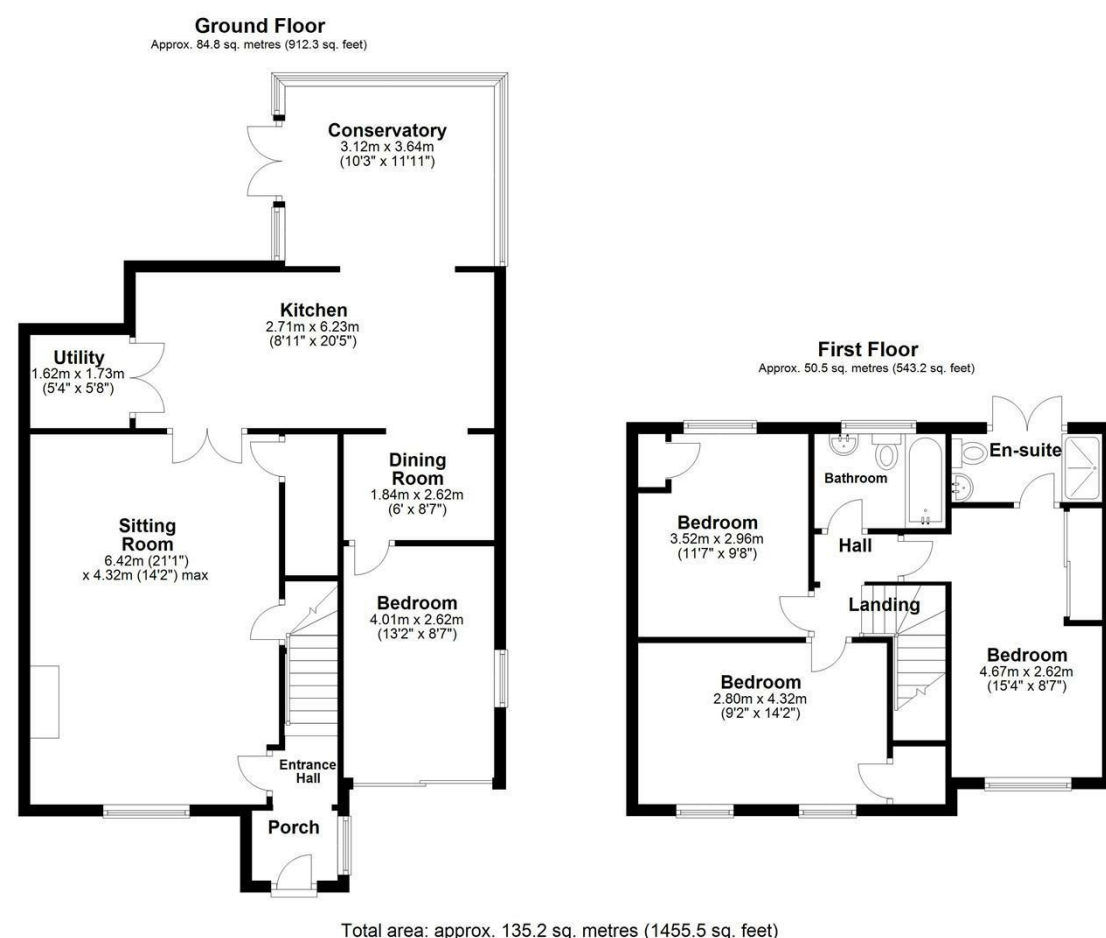 Ground Floor
Approx. 84.8 sq. metres (912.3 sq. feet)
Conservatory
3.12m x 3.64m
(10'3" x 11'11")
Kitchen
2.71m x 6.23m
(8'11" x 20'5")
Utility
1.62m x 1.73m
(5'4" x 5'8")
Dining
Room
1.84m x 2.62m
(6' x 8'7")
Sitting
Room
6.42m (21'1")
x 4.32m (14'2") max
Bedroom
4.01m x 2.62m
(13'2" x 8'7")
Entrance
Hall
Porch
First Floor
Approx. 50.5 sq. metres (543.2 sq. feet)
En-suite
Bathroom
Bedroom
3.52m x 2.96m
(11'7" x 9'8")
Hall
Landing
Bedroom
4.67m x 2.62m
(15'4" x 8'7")
Bedroom
2.80m x 4.32m
(9'2" x 14'2")
Total area: approx. 135.2 sq. metres (1455.5 sq. feet)